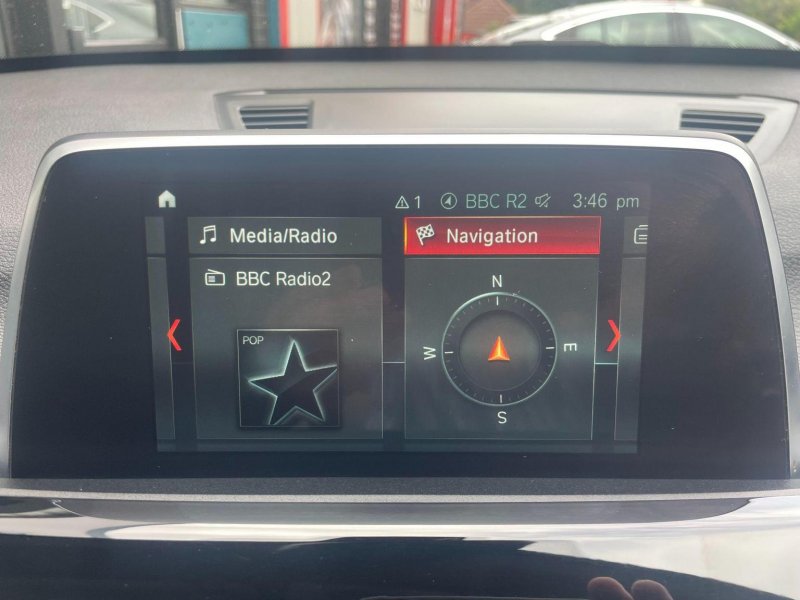 1 BBC R2 3:46 pm
Media/Radio
Navigation
BBC Radio2
POP
N
W
E
S